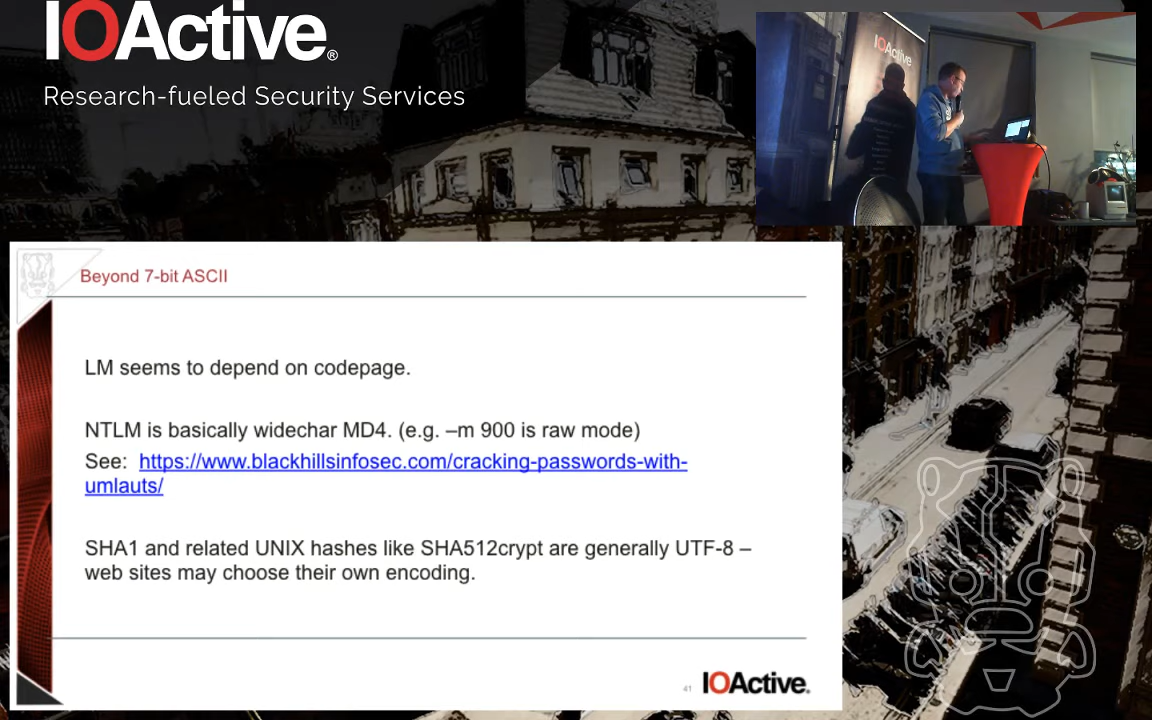 IOActive®
Research-fueled Security Services
IOActive
Beyond 7-bit ASCII
LM seems to depend on codepage.
NTLM is basically widechar MD4. (e.g. –m 900 is raw mode)
See: https://www.blackhillsinfosec.com/cracking-passwords-with-
umlauts/
SHA1 and related UNIX hashes like SHA512crypt are generally UTF-8 –
web sites may choose their own encoding.
41
IOActive.